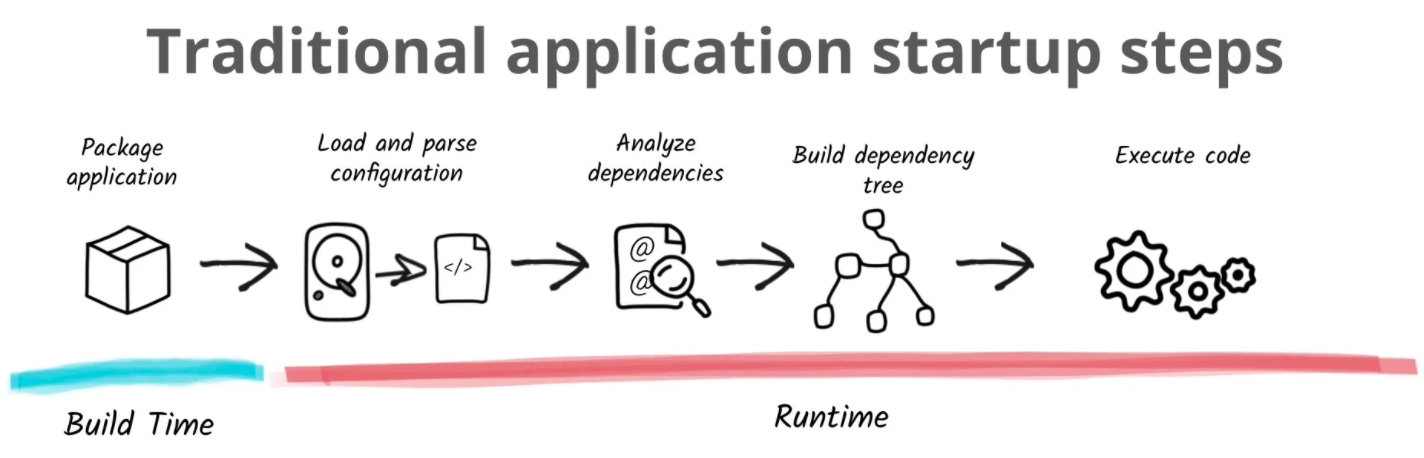 Traditional application startup steps
Package
application
Load and parse
configuration
Analyze
dependencies
Build dependency
tree
Execute code
</>
@
@
Build Time
Runtime